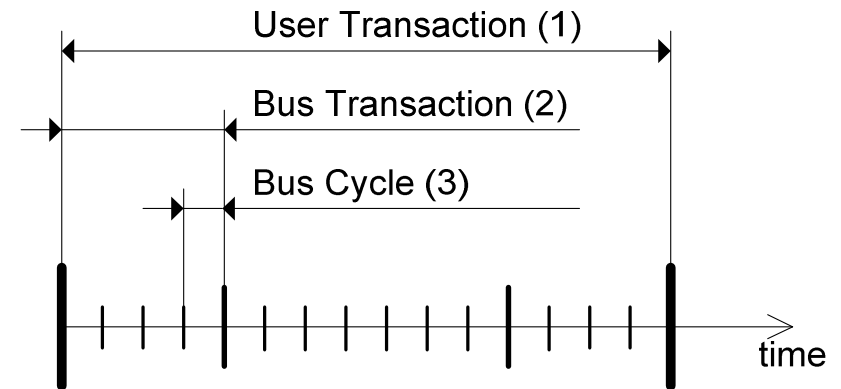 User Transaction (1)
Bus Transaction (2)
Bus Cycle (3)
time